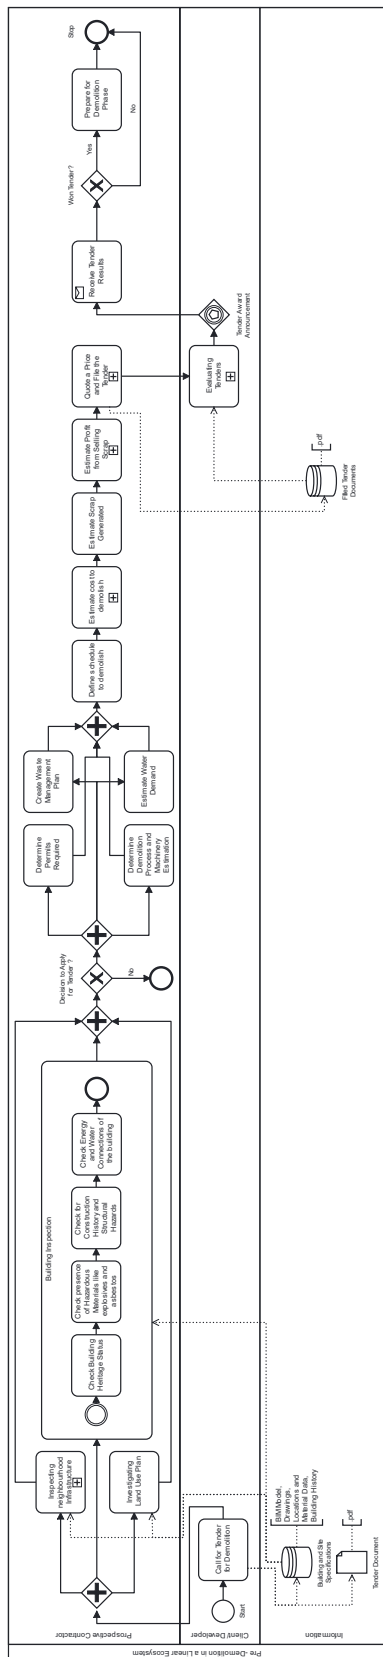 Pre -Demolition in a Linear Ecosystem
Prospective Contactor
Client Developer
Information
Start
Call for Tender
for Demolition
Tender Document
.pdf
Building and Site
Specifications
BIMModel,
Drawings,
Locations and
Material Data,
Building History
Inspecting
neighbourhood
Infrastructure
Investigating
Land Use Plan
Building Inspection
Check Building
Heritage Status
Check presence
of Hazardous
Materials like
explosives and
asbestos
Check for
Construction
History and
Structural
Hazards
Check Energy
and Water
Connections of
the building
Decision to Apply
for Tender ?
No
Determine
Permits
Required
Determine
Demolition
Process and
Machinery
Estimation
Create Waste
Management
Plan
Estimate Water
Demand
Define schedule
to demolish
Estimate cost to
demolish
Estimate Scrap
Generated
Estimate Profit
from Selling
Scrap
Quote a Price
and File the
Tender
Filled Tender
Documents
.pdf
Evaluating
Tenders
Tender Award
Announcement
Receive Tender
Results
Won Tender?
Yes
No
Prepare for
Demolition
Phase
Stop